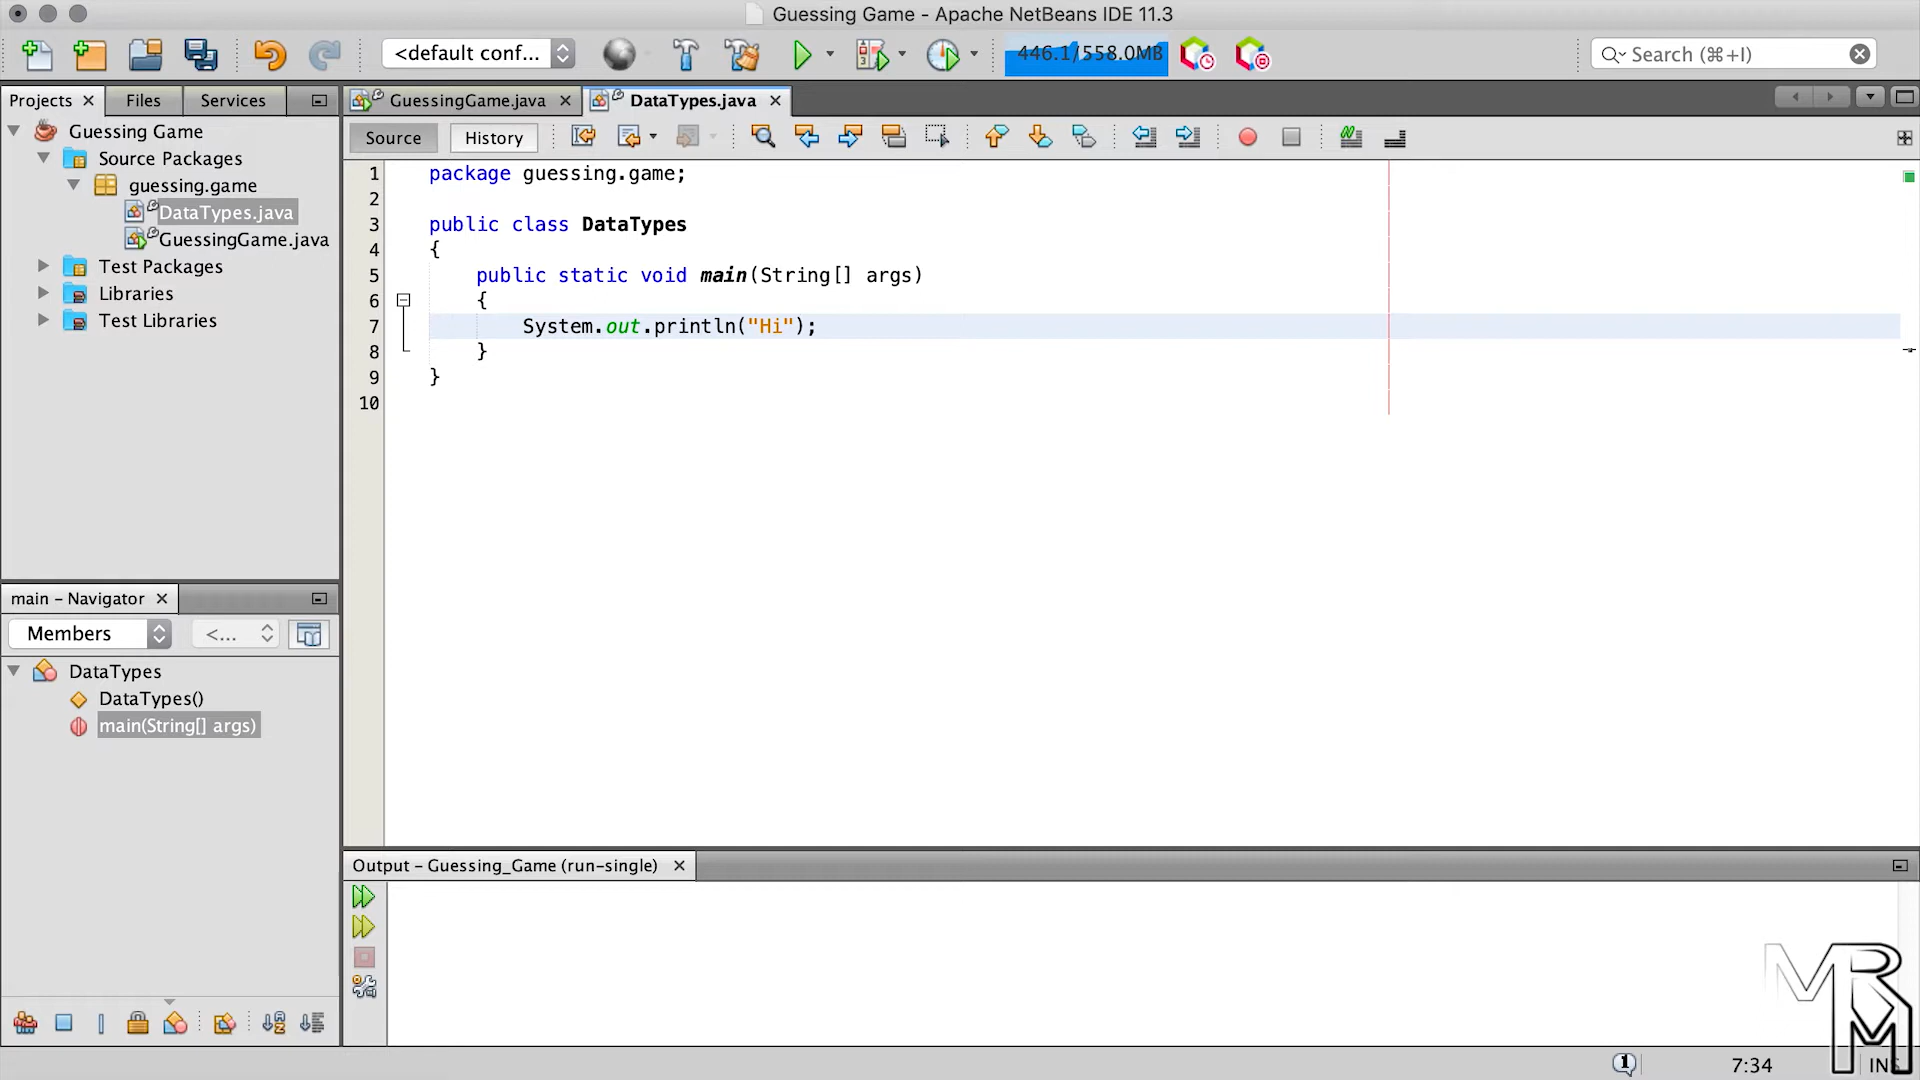 Guessing Game - Apache NetBeans IDE 11.3
<default conf...
446.1/558.0MB
Search (⌘+I)
Projects
Files
Services
GuessingGame.java
DataTypes.java
Source
History
Guessing Game
Source Packages
guessing.game
DataTypes.java
GuessingGame.java
Test Packages
Libraries
Test Libraries
1 package guessing.game;
2
3 public class DataTypes
4 {
5 public static void main(String[] args)
6 {
7 System.out.println("Hi");
8 }
9 }
10
main - Navigator
Members
<...
DataTypes
DataTypes()
main(String[] args)
Output - Guessing_Game (run-single)
1
7:34
INS
MRM